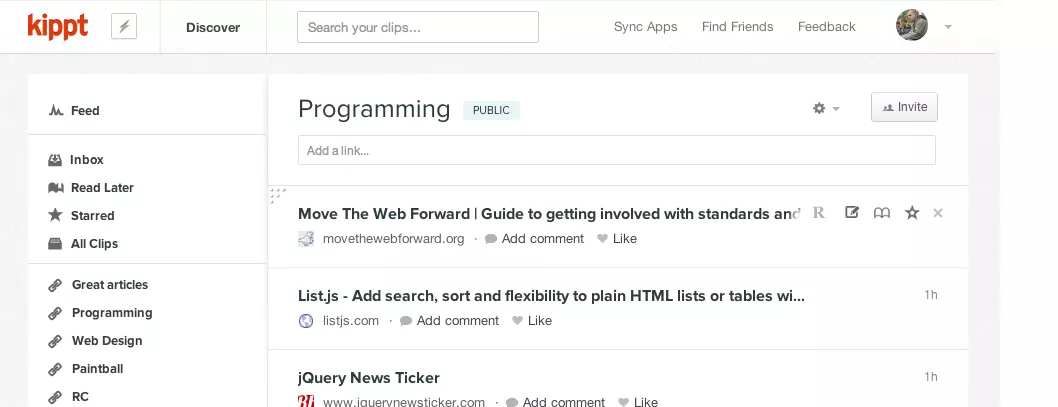 kippt Discover Search your clips... Sync Apps Find Friends Feedback
Feed
Inbox
Read Later
Starred
All Clips
Great articles
Programming
Web Design
Paintball
RC
Programming PUBLIC Invite
Add a link...
Move The Web Forward | Guide to getting involved with standards and R
movethewebforward.org · Add comment Like
List.js - Add search, sort and flexibility to plain HTML lists or tables wi... 1h
listjs.com · Add comment Like
jQuery News Ticker 1h
www.jquerynewsticker.com · Add comment Like